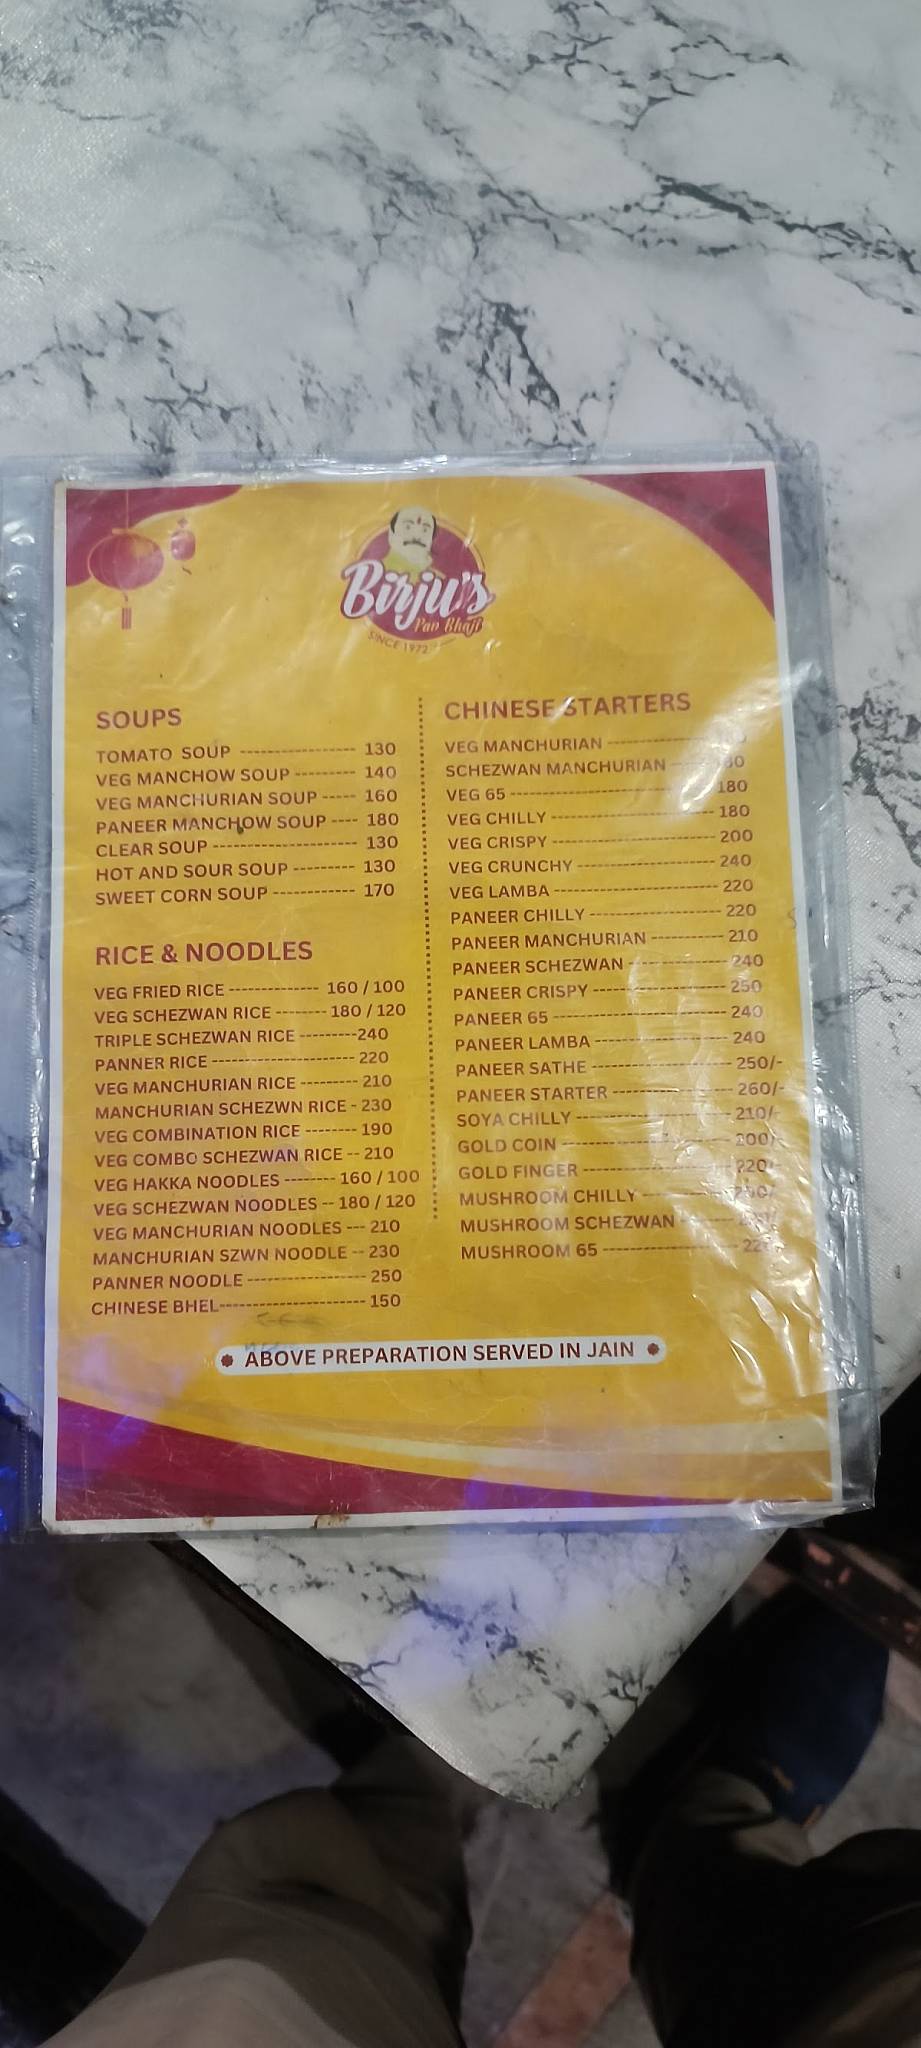 Birju's
Pav Bhaji
SINCE 1972
SOUPS
TOMATO SOUP ----------------- 130
VEG MANCHOW SOUP --------- 140
VEG MANCHURIAN SOUP ----- 160
PANEER MANCHOW SOUP ---- 180
CLEAR SOUP --------------------- 130
HOT AND SOUR SOUP --------- 130
SWEET CORN SOUP ------------ 170
RICE & NOODLES
VEG FRIED RICE -------------- 160 / 100
VEG SCHEZWAN RICE -------- 180 / 120
TRIPLE SCHEZWAN RICE ---------240
PANNER RICE ---------------------- 220
VEG MANCHURIAN RICE --------- 210
MANCHURIAN SCHEZWN RICE - 230
VEG COMBINATION RICE -------- 190
VEG COMBO SCHEZWAN RICE -- 210
VEG HAKKA NOODLES -------- 160 / 100
VEG SCHEZWAN NOODLES -- 180 / 120
VEG MANCHURIAN NOODLES --- 210
MANCHURIAN SZWN NOODLE -- 230
PANNER NOODLE ------------------ 250
CHINESE BHEL---------------------- 150
CHINESE STARTERS
VEG MANCHURIAN
SCHEZWAN MANCHURIAN
VEG 65 -------------------------------- 180
VEG CHILLY ------------------------- 180
VEG CRISPY -------------------------- 200
VEG CRUNCHY --------------------- 240
VEG LAMBA ------------------------- 220
PANEER CHILLY -------------------- 220
PANEER MANCHURIAN ----------- 210
PANEER SCHEZWAN --------------- 240
PANEER CRISPY -------------------- 250
PANEER 65 -------------------------- 240
PANEER LAMBA -------------------- 240
PANEER SATHE --------------------- 250/-
PANEER STARTER ------------------ 260/-
SOYA CHILLY ------------------------ 210/-
GOLD COIN ------------------------- 200/-
GOLD FINGER ---------------------- 220/-
MUSHROOM CHILLY
MUSHROOM SCHEZWAN
MUSHROOM 65
ABOVE PREPARATION SERVED IN JAIN